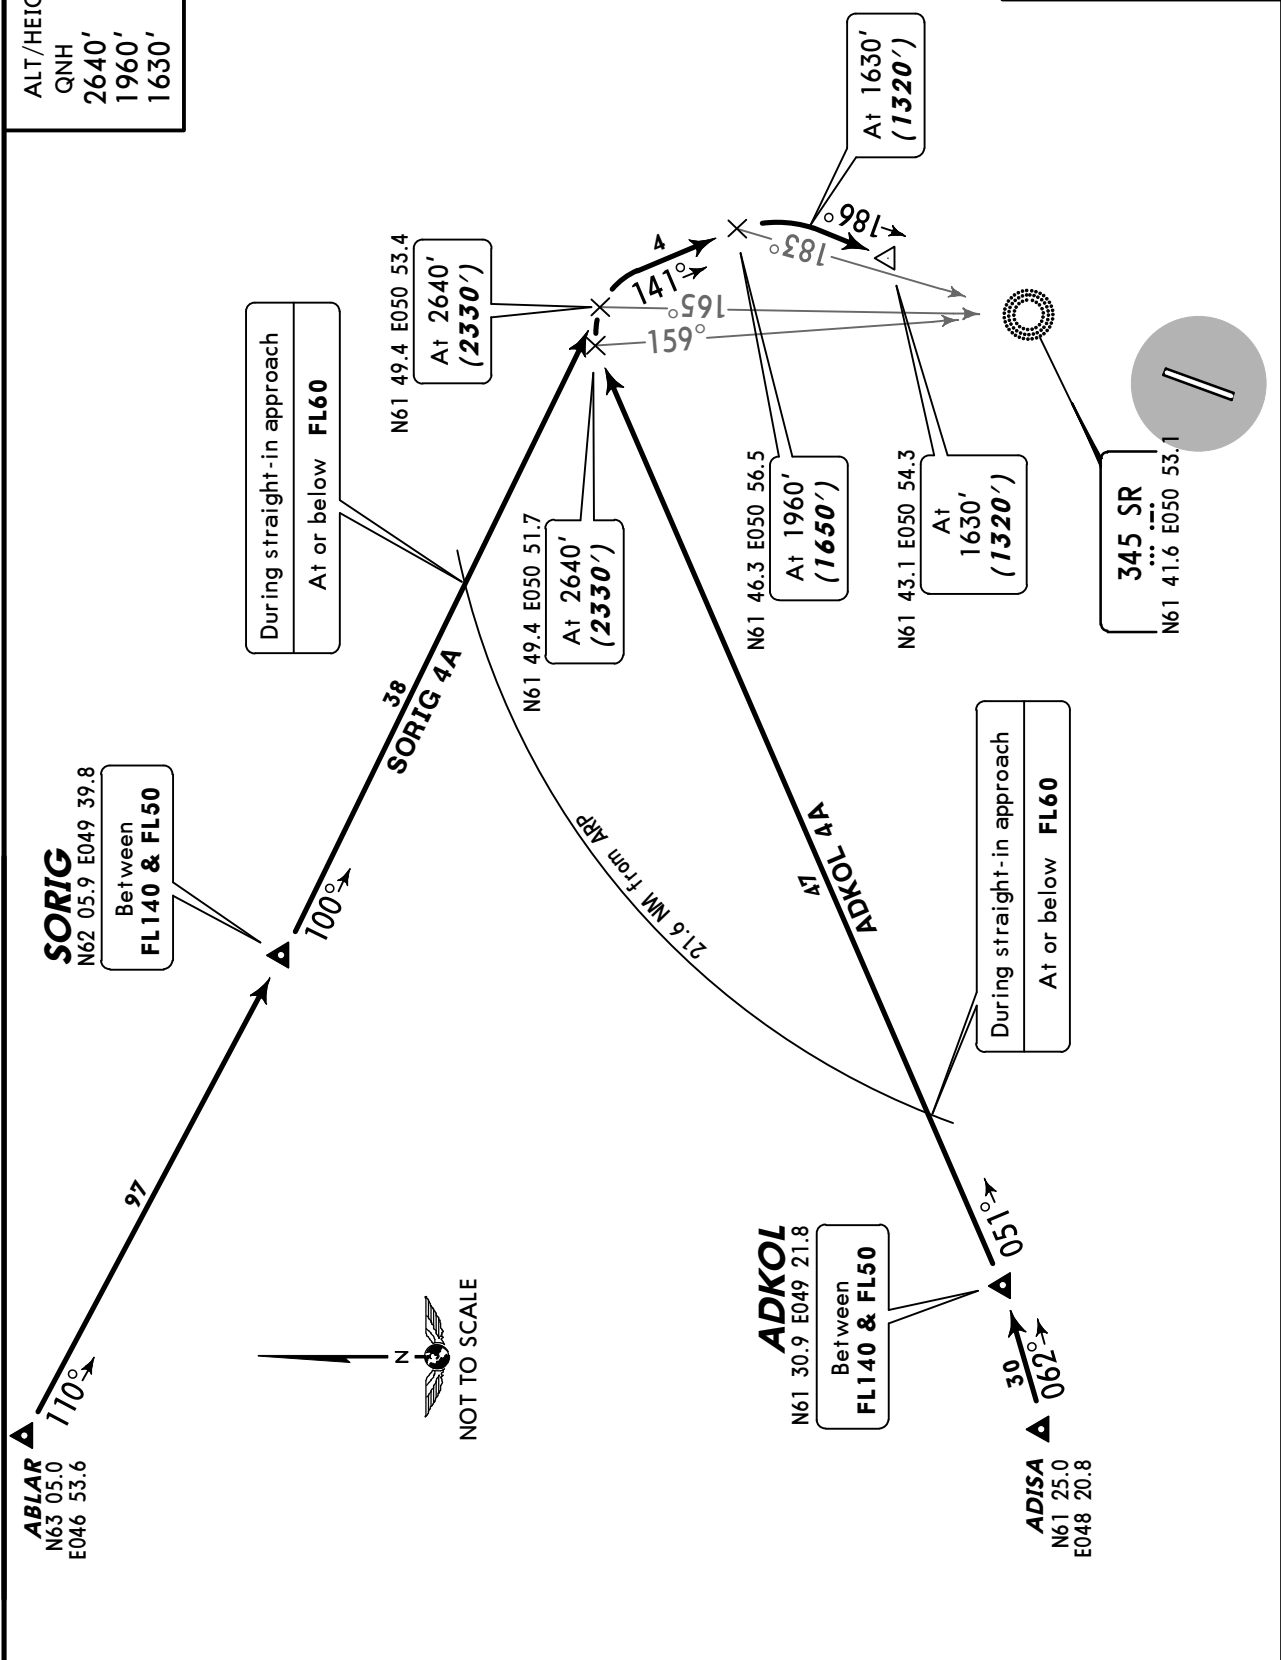 ALT/HEIG
QNH
2640'
1960'
1630'
ABLAR
N63 05.0
E046 53.6
110°
97
SORIG
N62 05.9 E049 39.8
Between
FL140 & FL50
100°
38
SORIG 4A
During straight-in approach
At or below FL60
N61 49.4 E050 53.4
At 2640'
(2330')
4
141°
165°
159°
183°
186°
At 1630'
(1320')
N61 49.4 E050 51.7
At 2640'
(2330')
N61 46.3 E050 56.5
At 1960'
(1650')
N61 43.1 E050 54.3
At
1630'
(1320')
345 SR
N61 41.6 E050 53.1
21.6 NM from ARP
47
ADKOL 4A
During straight-in approach
At or below FL60
N
NOT TO SCALE
ADKOL
N61 30.9 E049 21.8
Between
FL140 & FL50
051°
30
062°
ADISA
N61 25.0
E048 20.8